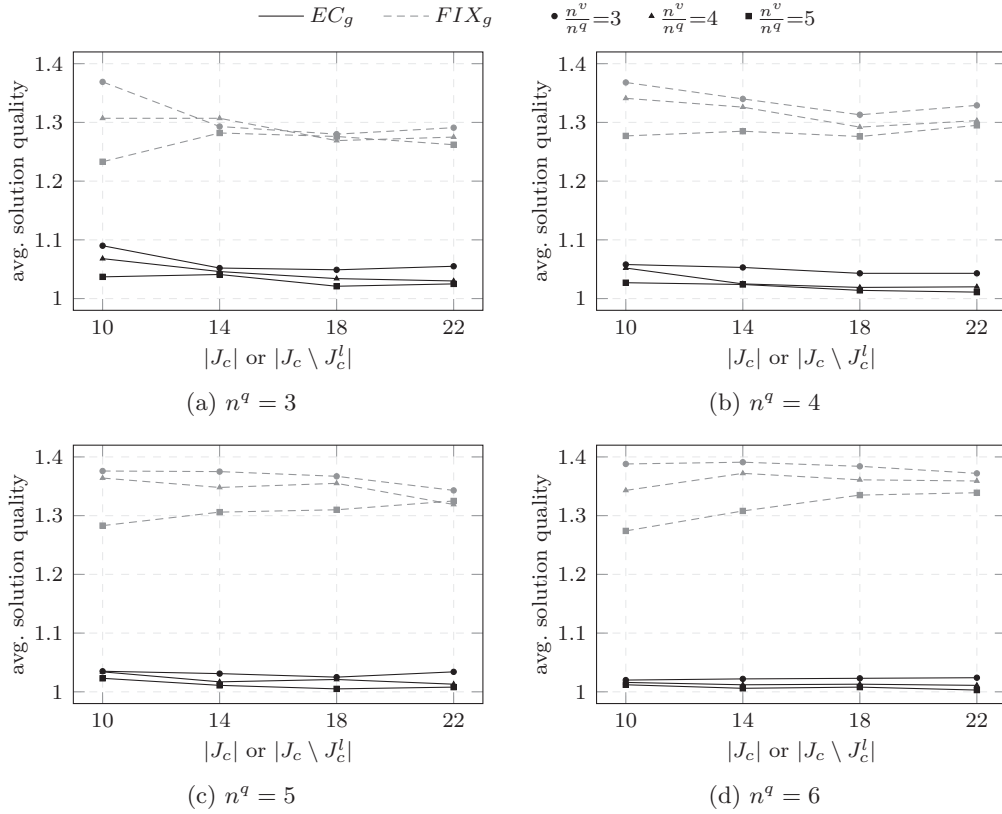 EC_g FIX_g n^v/n^q=3 n^v/n^q=4 n^v/n^q=5
avg. solution quality
1.4
1.3
1.2
1.1
1
10 14 18 22
|J_c| or |J_c \ J_c^l|
(a) n^q = 3
avg. solution quality
1.4
1.3
1.2
1.1
1
10 14 18 22
|J_c| or |J_c \ J_c^l|
(b) n^q = 4
avg. solution quality
1.4
1.3
1.2
1.1
1
10 14 18 22
|J_c| or |J_c \ J_c^l|
(c) n^q = 5
avg. solution quality
1.4
1.3
1.2
1.1
1
10 14 18 22
|J_c| or |J_c \ J_c^l|
(d) n^q = 6